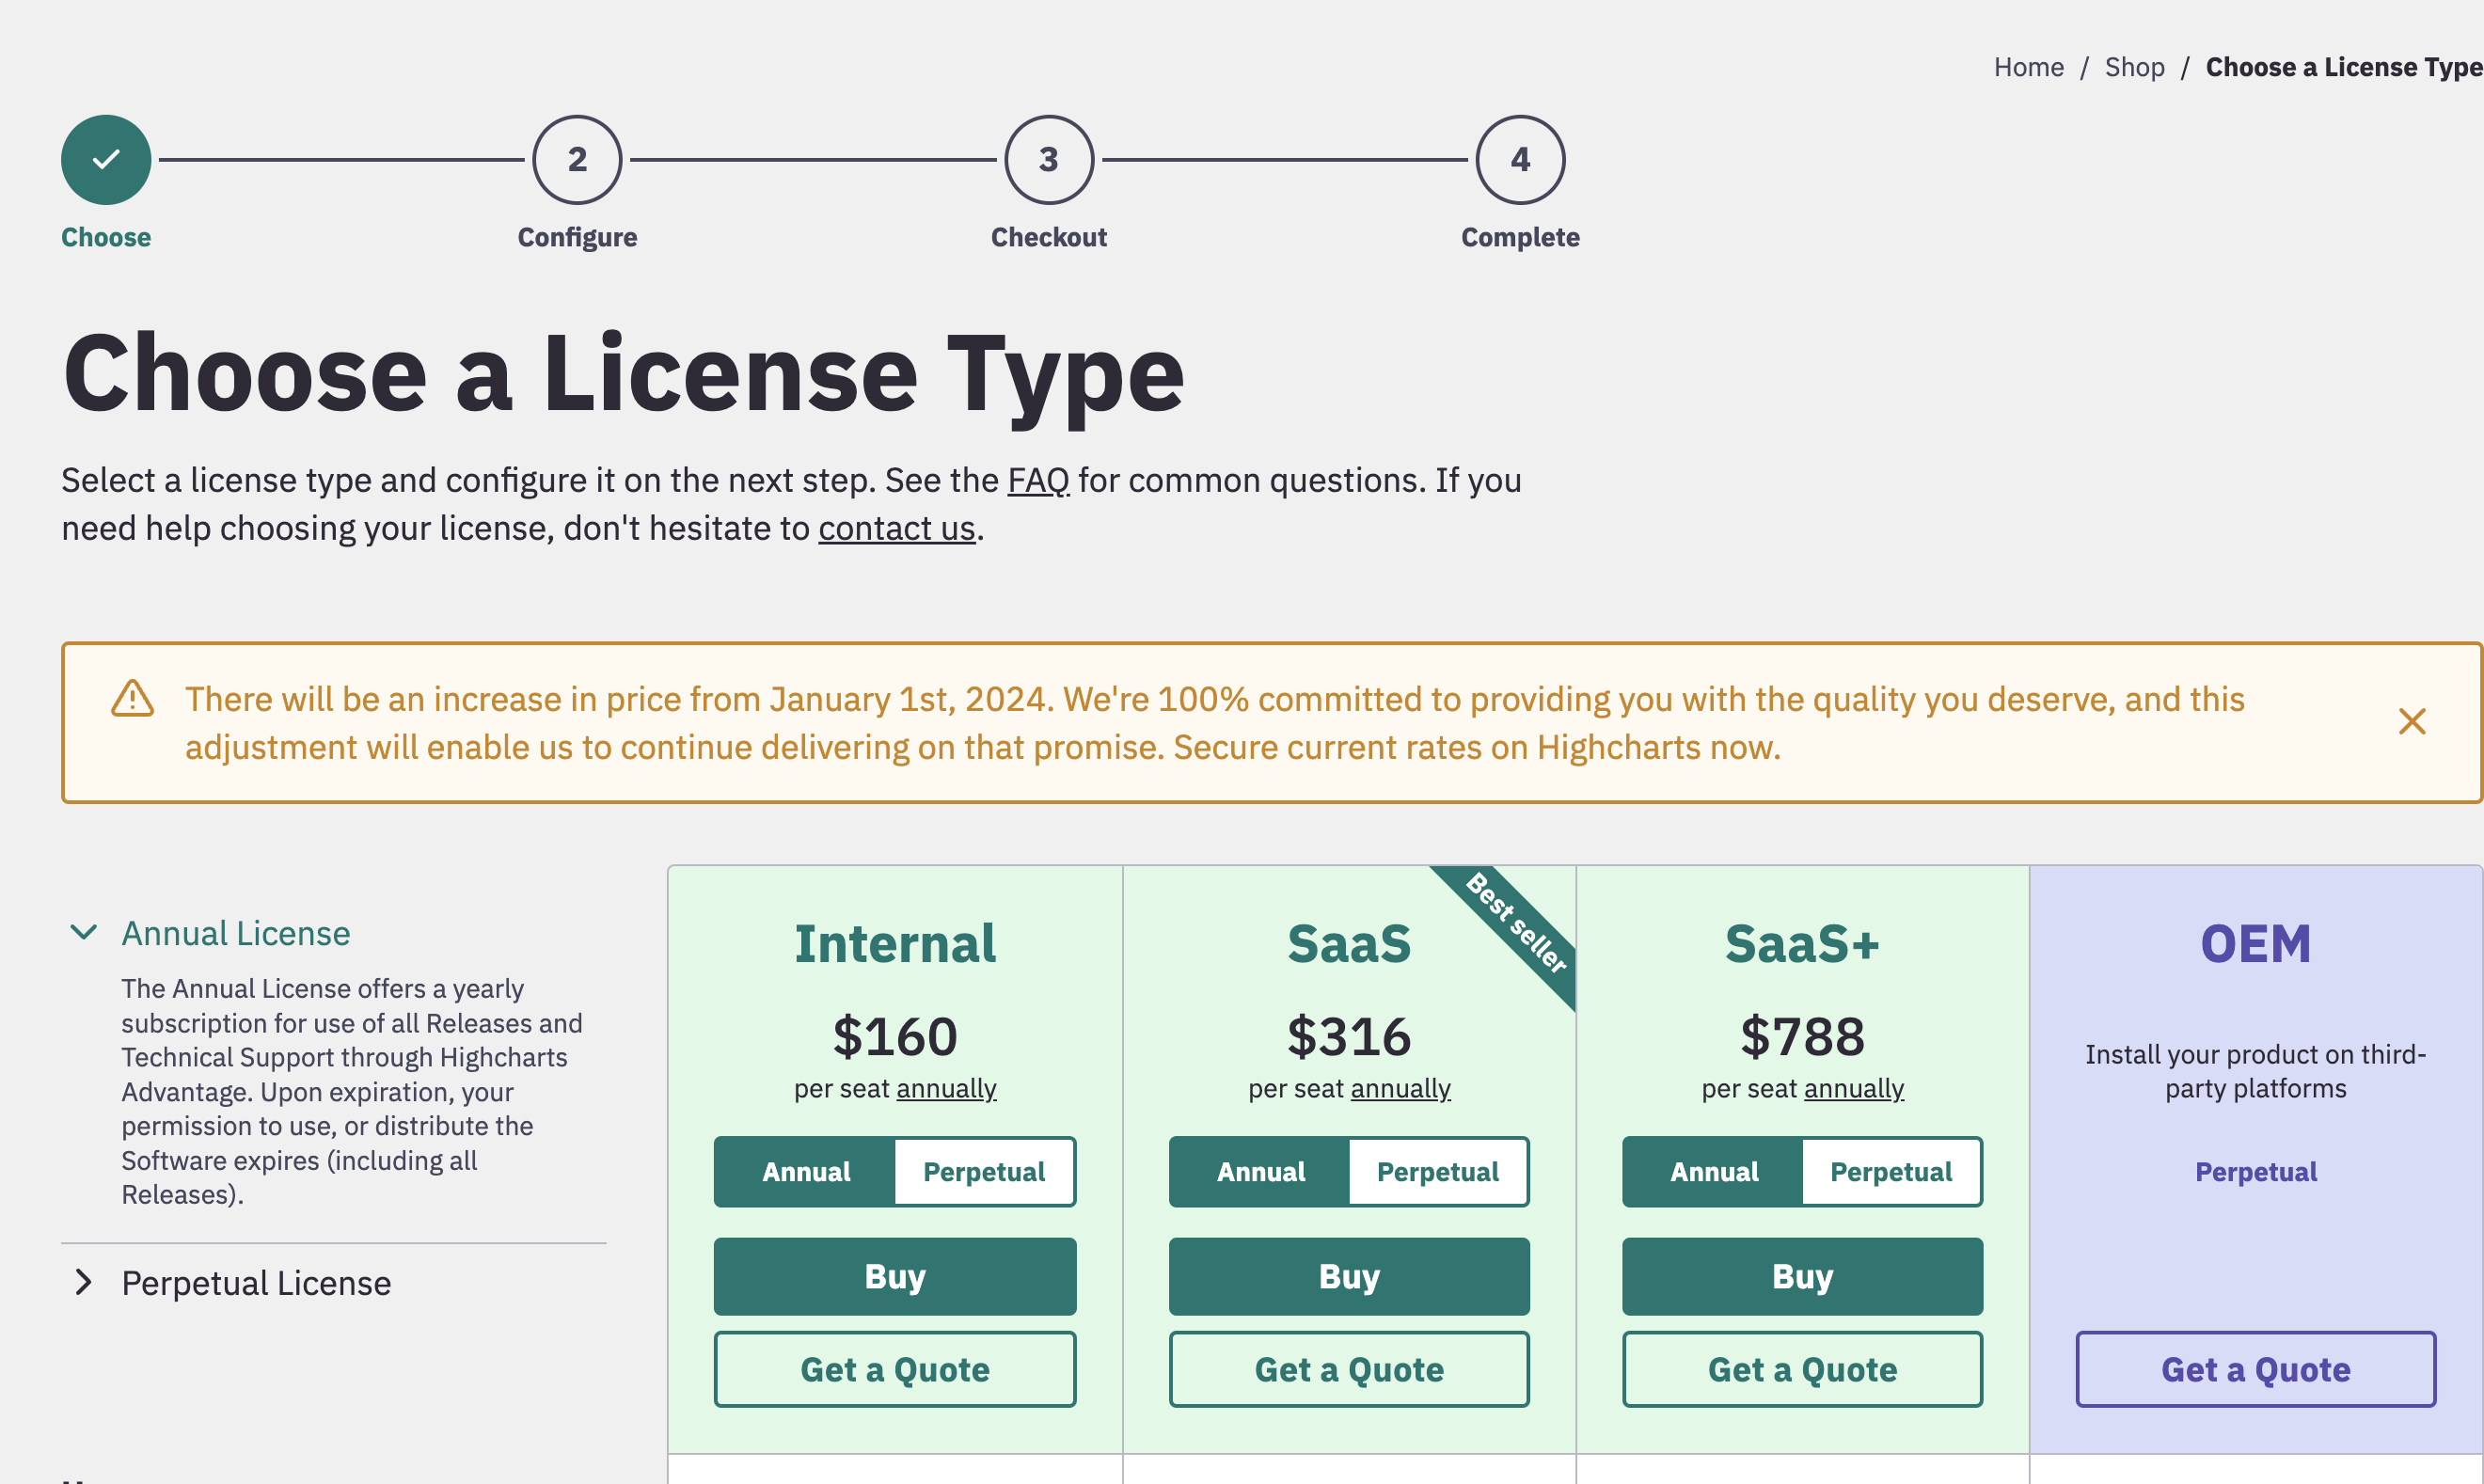 Home / Shop / Choose a License Type
2
3
4
Choose
Configure
Checkout
Complete
Choose a License Type
Select a license type and configure it on the next step. See the FAQ for common questions. If you
need help choosing your license, don't hesitate to contact us.
There will be an increase in price from January 1st, 2024. We're 100% committed to providing you with the quality you deserve, and this
adjustment will enable us to continue delivering on that promise. Secure current rates on Highcharts now.
Annual License
The Annual License offers a yearly
subscription for use of all Releases and
Technical Support through Highcharts
Advantage. Upon expiration, your
permission to use, or distribute the
Software expires (including all
Releases).
Perpetual License
Internal
$160
per seat annually
Annual
Perpetual
Buy
Get a Quote
Best seller
SaaS
$316
per seat annually
Annual
Perpetual
Buy
Get a Quote
SaaS+
$788
per seat annually
Annual
Perpetual
Buy
Get a Quote
OEM
Install your product on third-
party platforms
Perpetual
Get a Quote